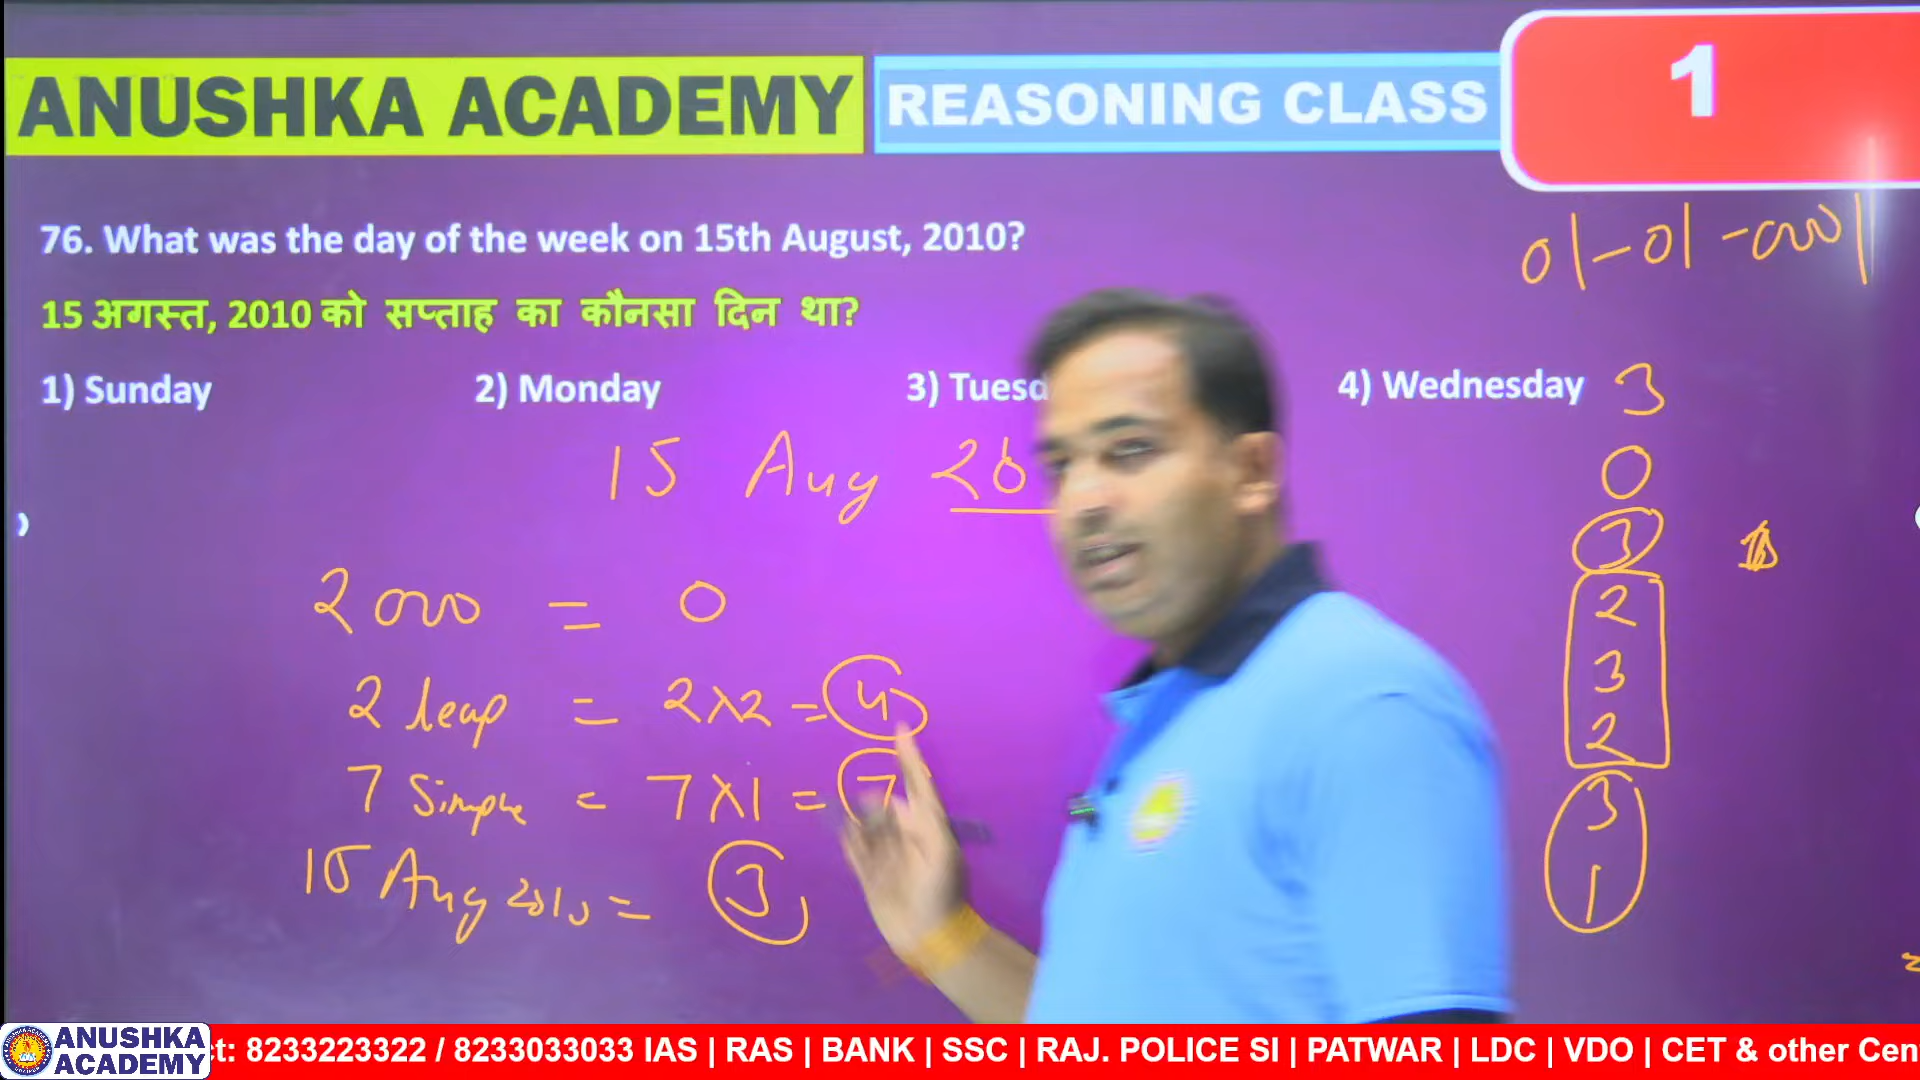 ANUSHKA ACADEMY REASONING CLASS 1
01-01-0001
76. What was the day of the week on 15th August, 2010?
15 अगस्त, 2010 को सप्ताह का कौनसा दिन था?
1) Sunday 2) Monday 3) Tuesd 4) Wednesday
3
0
3
2
3
2
3
1
15 Aug 20
2000 = 0
2 leap = 2x2 = 4
7 Simple = 7x1 = 7
15 Aug 2010 = 3
ANUSHKA
ACADEMY
ct: 8233223322 / 8233033033 IAS | RAS | BANK | SSC | RAJ. POLICE SI | PATWAR | LDC | VDO | CET & other Cen